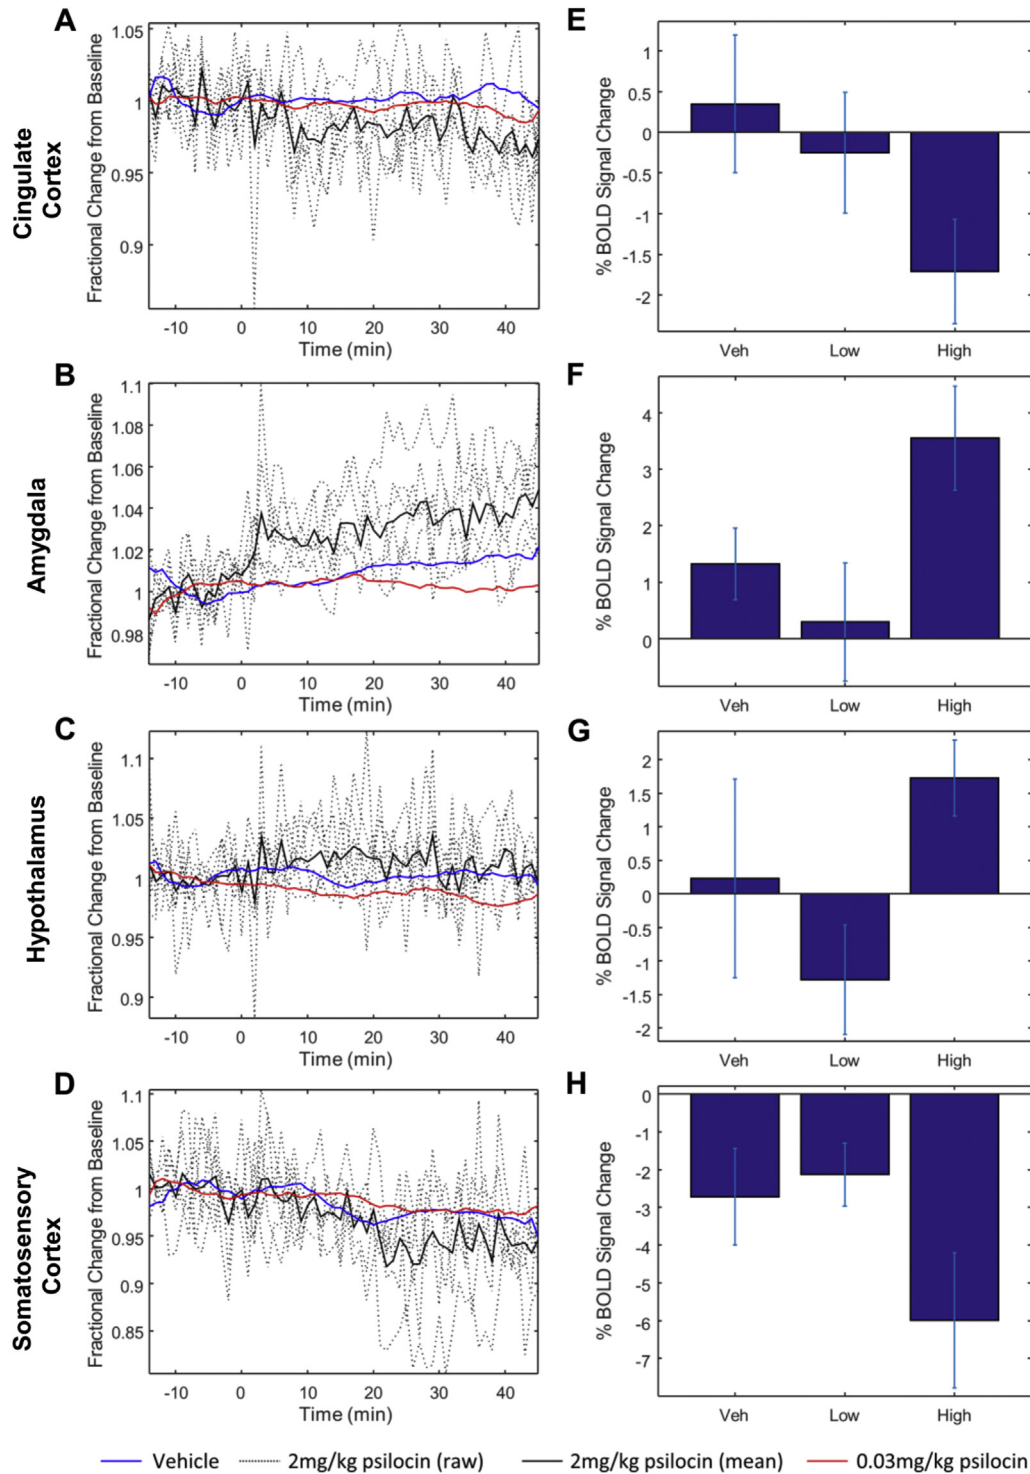 A
Cingulate
Cortex
Fractional Change from Baseline
1.05
1
0.95
0.9
-10 0 10 20 30 40
Time (min)
E
% BOLD Signal Change
1
0.5
0
-0.5
-1
-1.5
-2
Veh Low High
B
Amygdala
Fractional Change from Baseline
1.1
1.08
1.06
1.04
1.02
1
0.98
-10 0 10 20 30 40
Time (min)
F
% BOLD Signal Change
4
3
2
1
0
Veh Low High
C
Hypothalamus
Fractional Change from Baseline
1.1
1.05
1
0.95
0.9
-10 0 10 20 30 40
Time (min)
G
% BOLD Signal Change
2
1.5
1
0.5
0
-0.5
-1
-1.5
-2
Veh Low High
D
Somatosensory
Cortex
Fractional Change from Baseline
1.1
1.05
1
0.95
0.9
0.85
-10 0 10 20 30 40
Time (min)
H
% BOLD Signal Change
0
-1
-2
-3
-4
-5
-6
-7
Veh Low High
Vehicle 2mg/kg psilocin (raw) 2mg/kg psilocin (mean) 0.03mg/kg psilocin